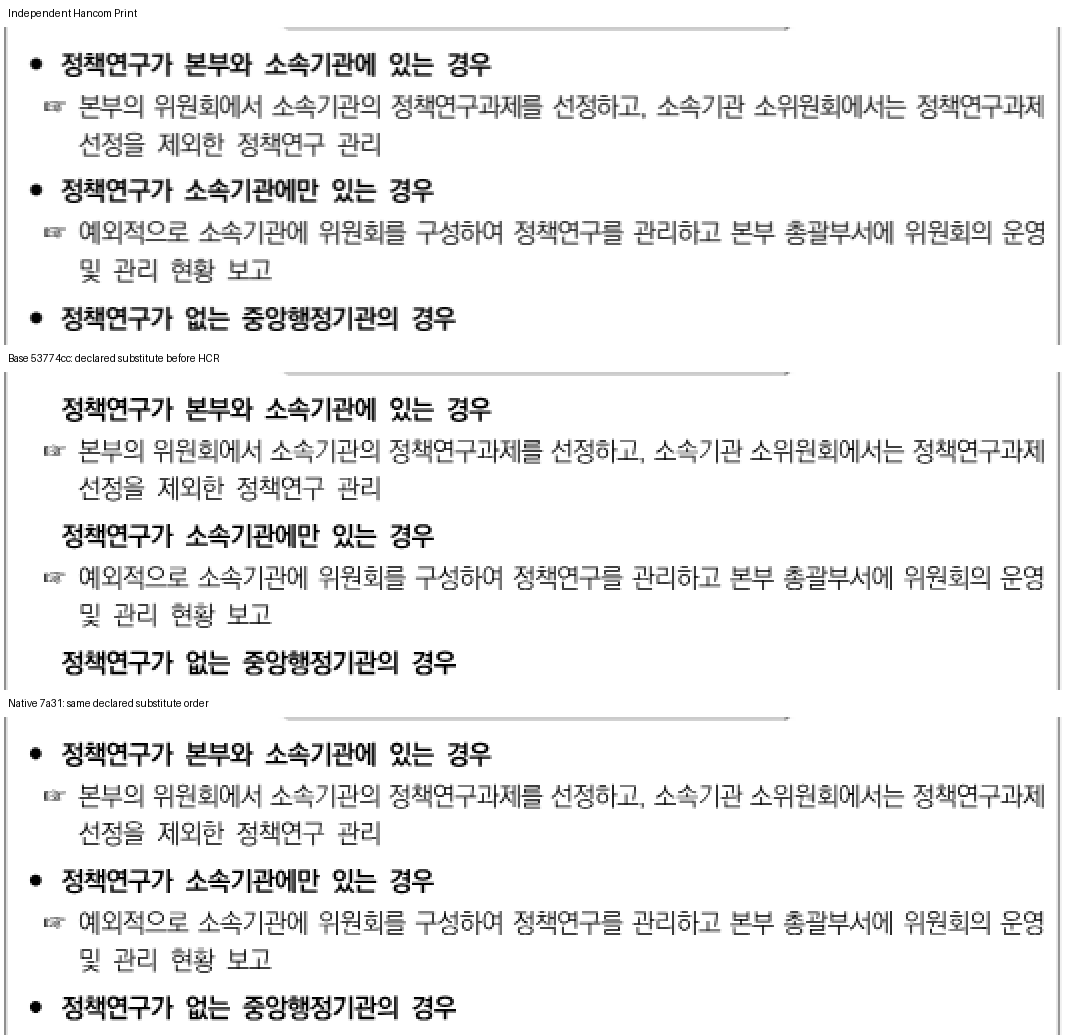 Independent Hancom Print
● 정책연구가 본부와 소속기관에 있는 경우
☞ 본부의 위원회에서 소속기관의 정책연구과제를 선정하고, 소속기관 소위원회에서는 정책연구과제
선정을 제외한 정책연구 관리
● 정책연구가 소속기관에만 있는 경우
☞ 예외적으로 소속기관에 위원회를 구성하여 정책연구를 관리하고 본부 총괄부서에 위원회의 운영
및 관리 현황 보고
● 정책연구가 없는 중앙행정기관의 경우
Base 53774cc: declared substitute before HCR
정책연구가 본부와 소속기관에 있는 경우
☞ 본부의 위원회에서 소속기관의 정책연구과제를 선정하고, 소속기관 소위원회에서는 정책연구과제
선정을 제외한 정책연구 관리
정책연구가 소속기관에만 있는 경우
☞ 예외적으로 소속기관에 위원회를 구성하여 정책연구를 관리하고 본부 총괄부서에 위원회의 운영
및 관리 현황 보고
정책연구가 없는 중앙행정기관의 경우
Native 7a31: same declared substitute order
● 정책연구가 본부와 소속기관에 있는 경우
☞ 본부의 위원회에서 소속기관의 정책연구과제를 선정하고, 소속기관 소위원회에서는 정책연구과제
선정을 제외한 정책연구 관리
● 정책연구가 소속기관에만 있는 경우
☞ 예외적으로 소속기관에 위원회를 구성하여 정책연구를 관리하고 본부 총괄부서에 위원회의 운영
및 관리 현황 보고
● 정책연구가 없는 중앙행정기관의 경우